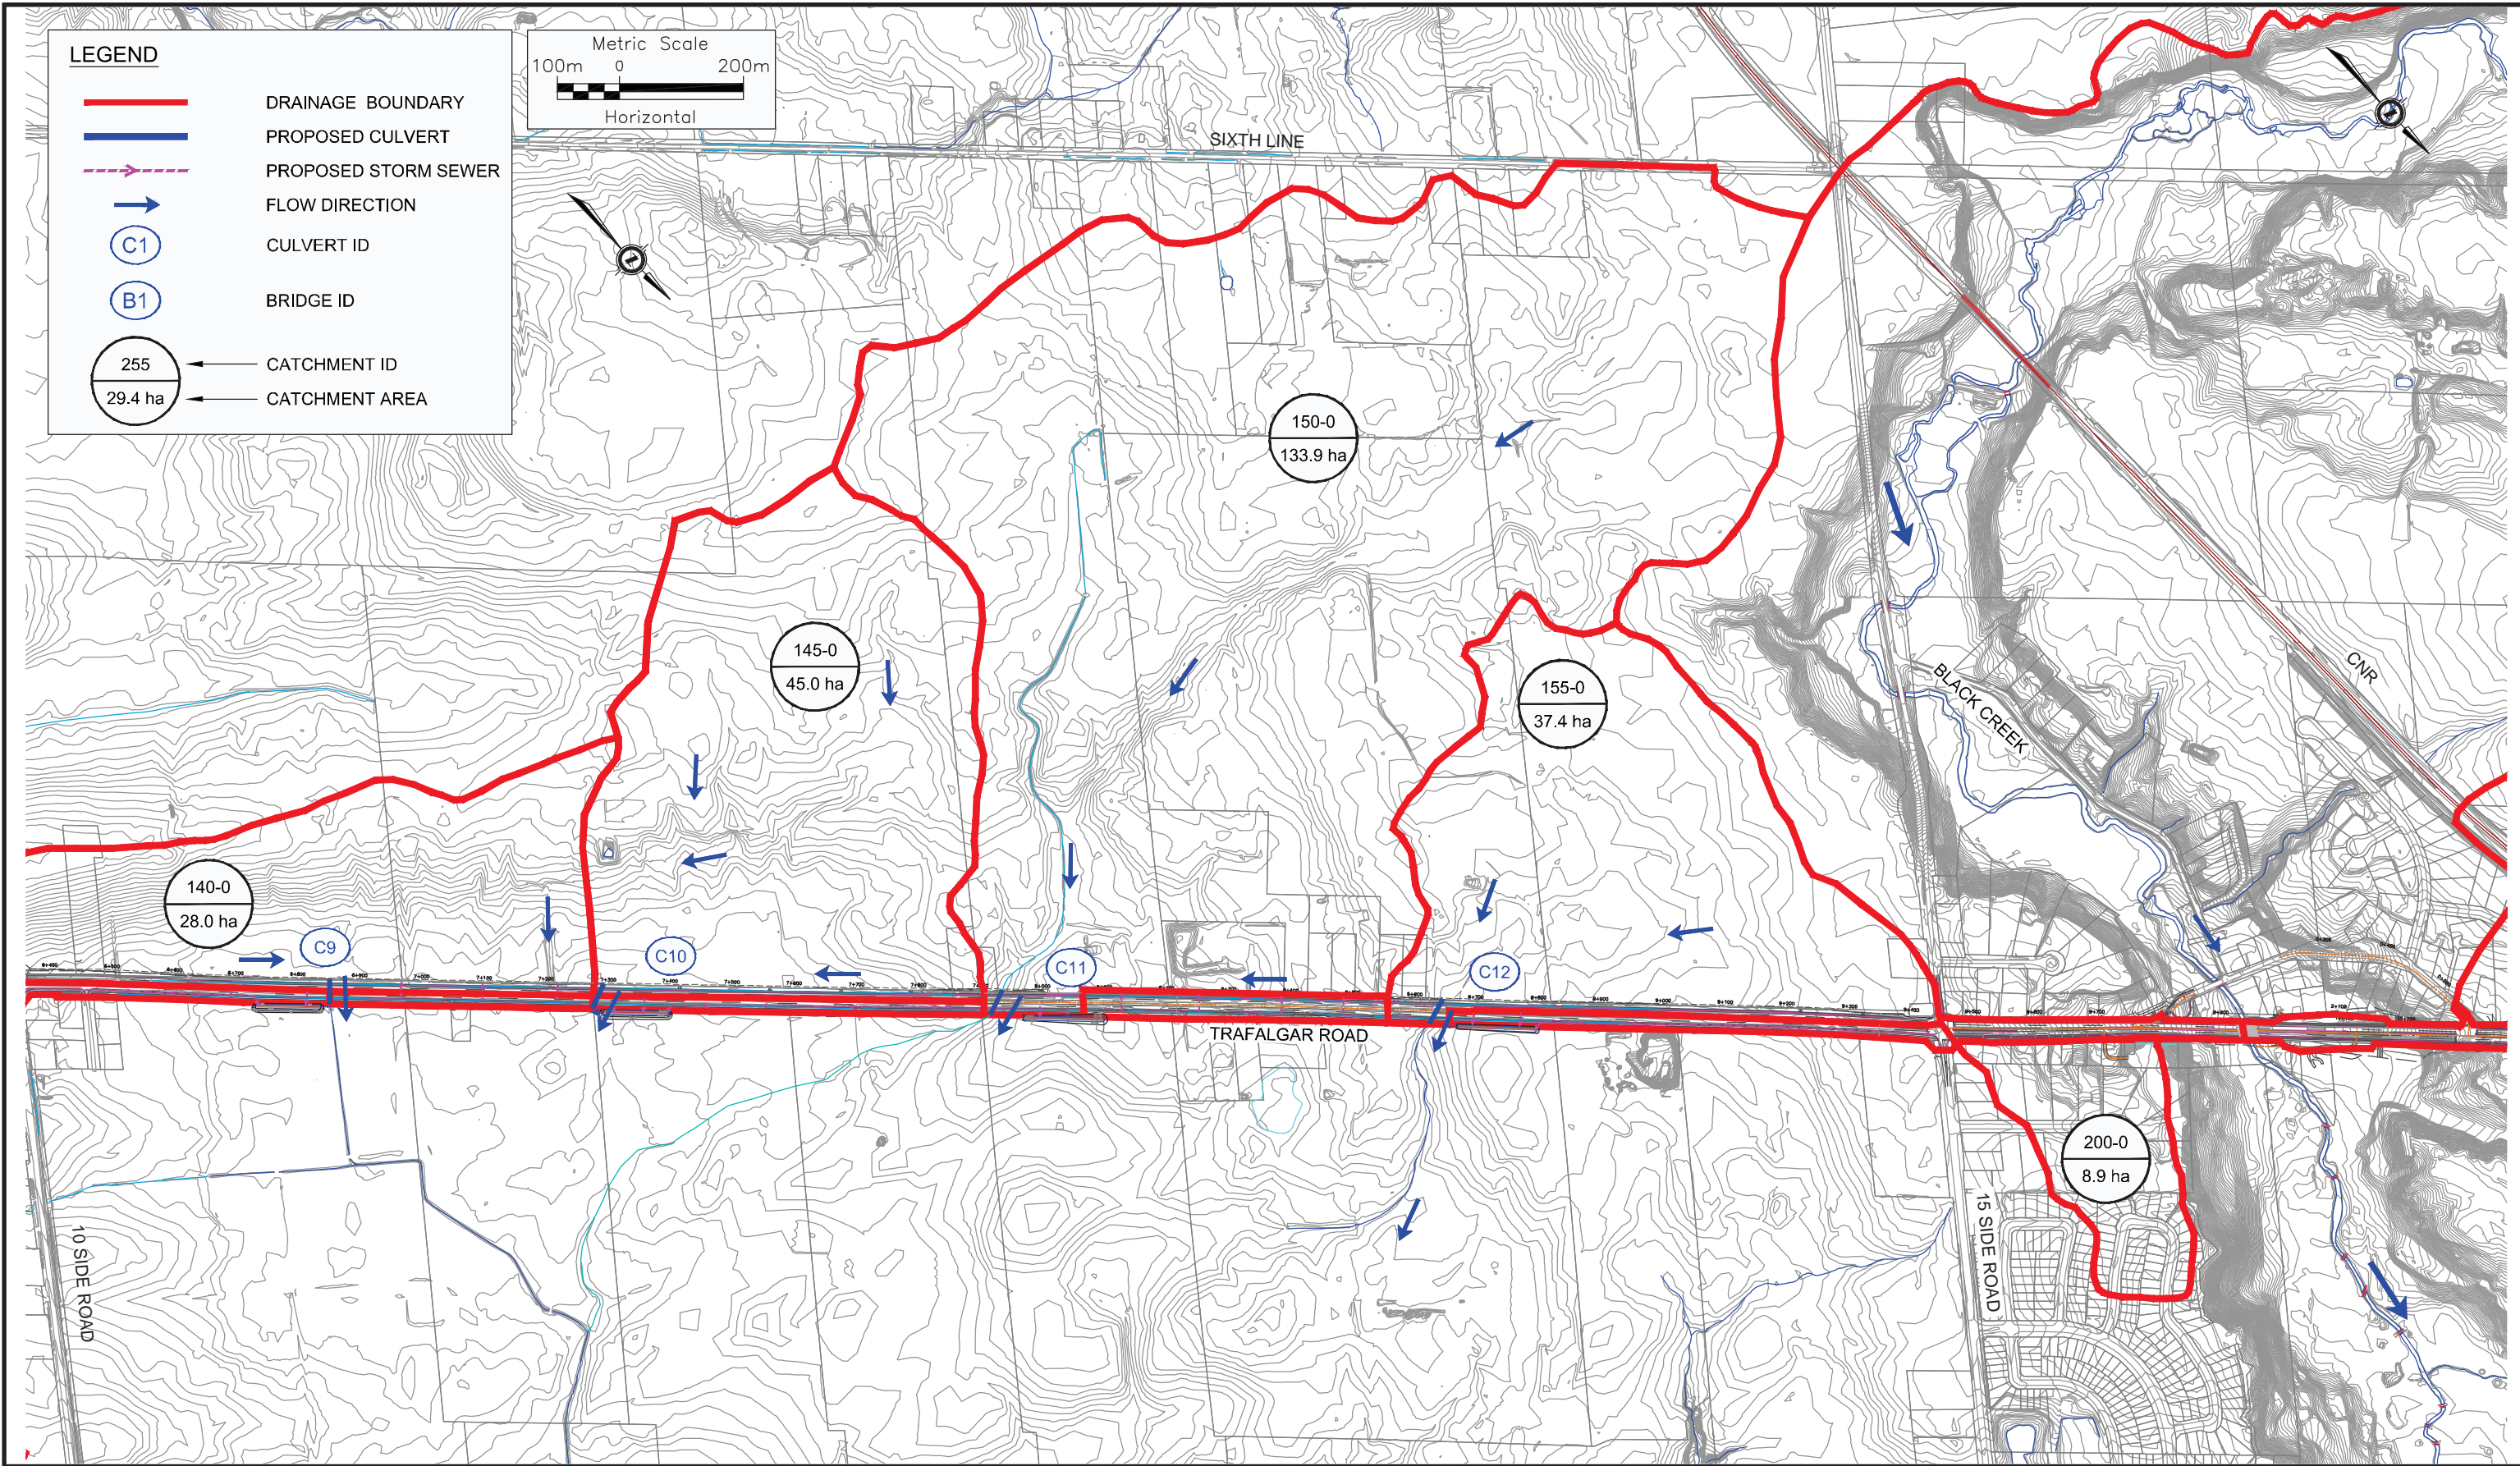 LEGEND
DRAINAGE BOUNDARY
PROPOSED CULVERT
PROPOSED STORM SEWER
FLOW DIRECTION
C1
CULVERT ID
B1
BRIDGE ID
255
29.4 ha
CATCHMENT ID
CATCHMENT AREA
Metric Scale
100m 0 200m
Horizontal
SIXTH LINE
150-0
133.9 ha
145-0
45.0 ha
155-0
37.4 ha
BLACK CREEK
CNR
140-0
28.0 ha
C9
C10
C11
C12
TRAFALGAR ROAD
200-0
8.9 ha
10 SIDE ROAD
15 SIDE ROAD